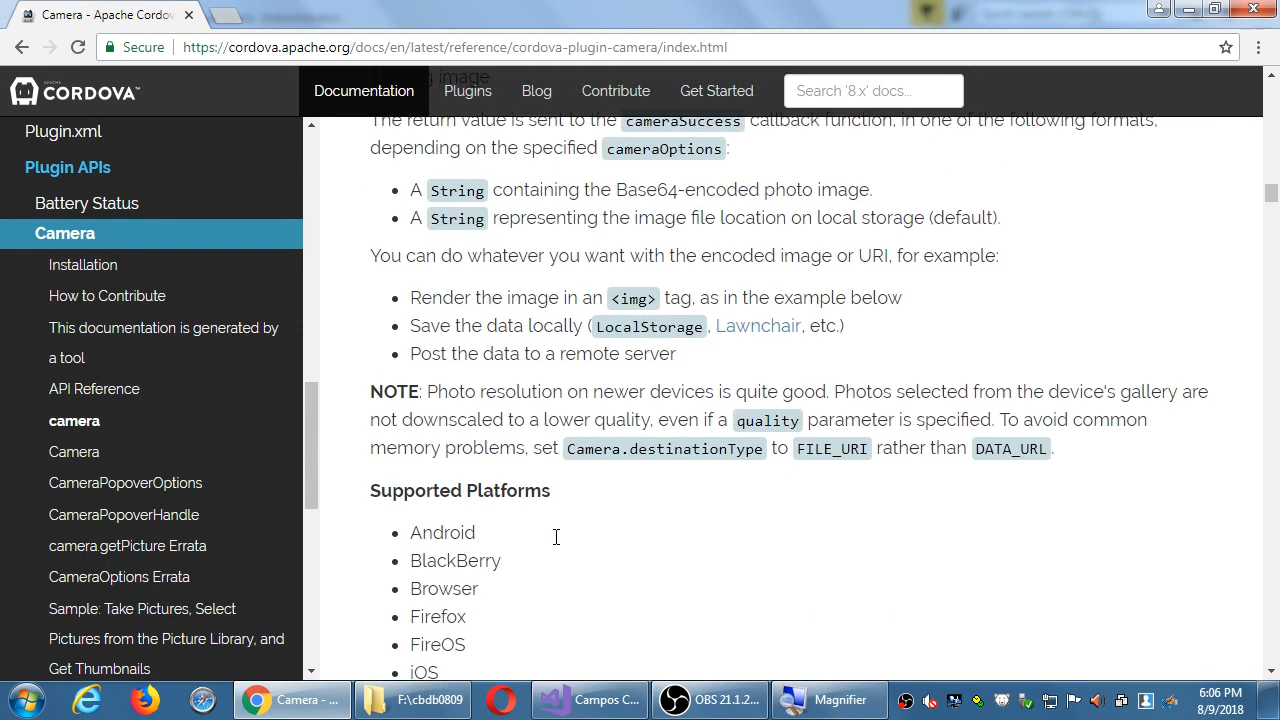 Camera - Apache Cordov
Secure
https://cordova.apache.org/docs/en/latest/reference/cordova-plugin-camera/index.html
APACHE
CORDOVA™
Documentation
Plugins
Blog
Contribute
Get Started
Search '8.x' docs...
Plugin.xml
Plugin APIs
Battery Status
Camera
Installation
How to Contribute
This documentation is generated by
a tool
API Reference
camera
Camera
CameraPopoverOptions
CameraPopoverHandle
camera.getPicture Errata
CameraOptions Errata
Sample: Take Pictures, Select
Pictures from the Picture Library, and
Get Thumbnails
image
The return value is sent to the cameraSuccess callback function, in one of the following formats,
depending on the specified cameraOptions:
A String containing the Base64-encoded photo image.
A String representing the image file location on local storage (default).
You can do whatever you want with the encoded image or URI, for example:
Render the image in an <img> tag, as in the example below
Save the data locally (LocalStorage, Lawnchair, etc.)
Post the data to a remote server
NOTE: Photo resolution on newer devices is quite good. Photos selected from the device's gallery are
not downscaled to a lower quality, even if a quality parameter is specified. To avoid common
memory problems, set Camera.destinationType to FILE_URI rather than DATA_URL.
Supported Platforms
Android
BlackBerry
Browser
Firefox
FireOS
iOS
Camera - ...
F:\cbdb0809
Campos C...
OBS 21.1.2...
Magnifier
6:06 PM
8/9/2018